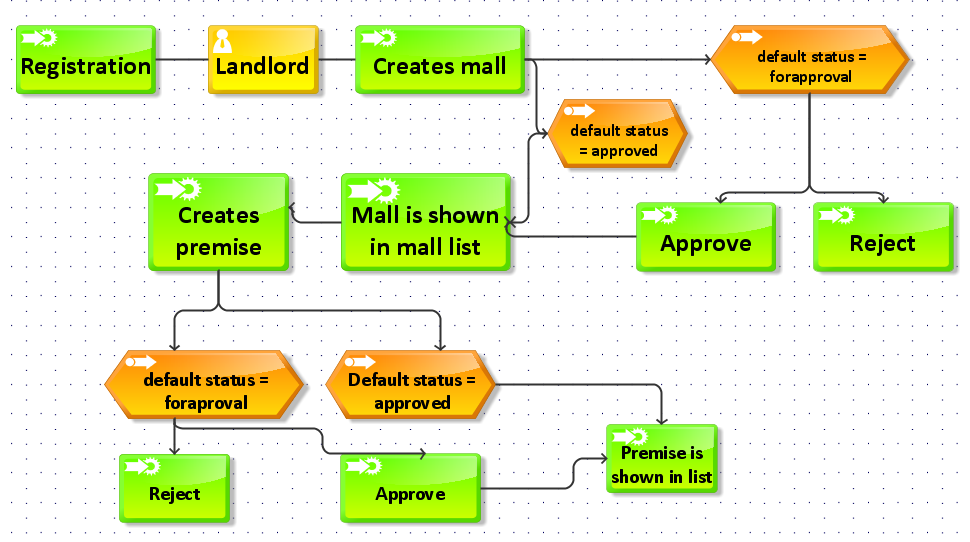 Registration
Landlord
Creates mall
default status =
forapproval
default status
= approved
Creates
premise
Mall is shown
in mall list
Approve
Reject
default status =
foraproval
Default status =
approved
Reject
Approve
Premise is
shown in list